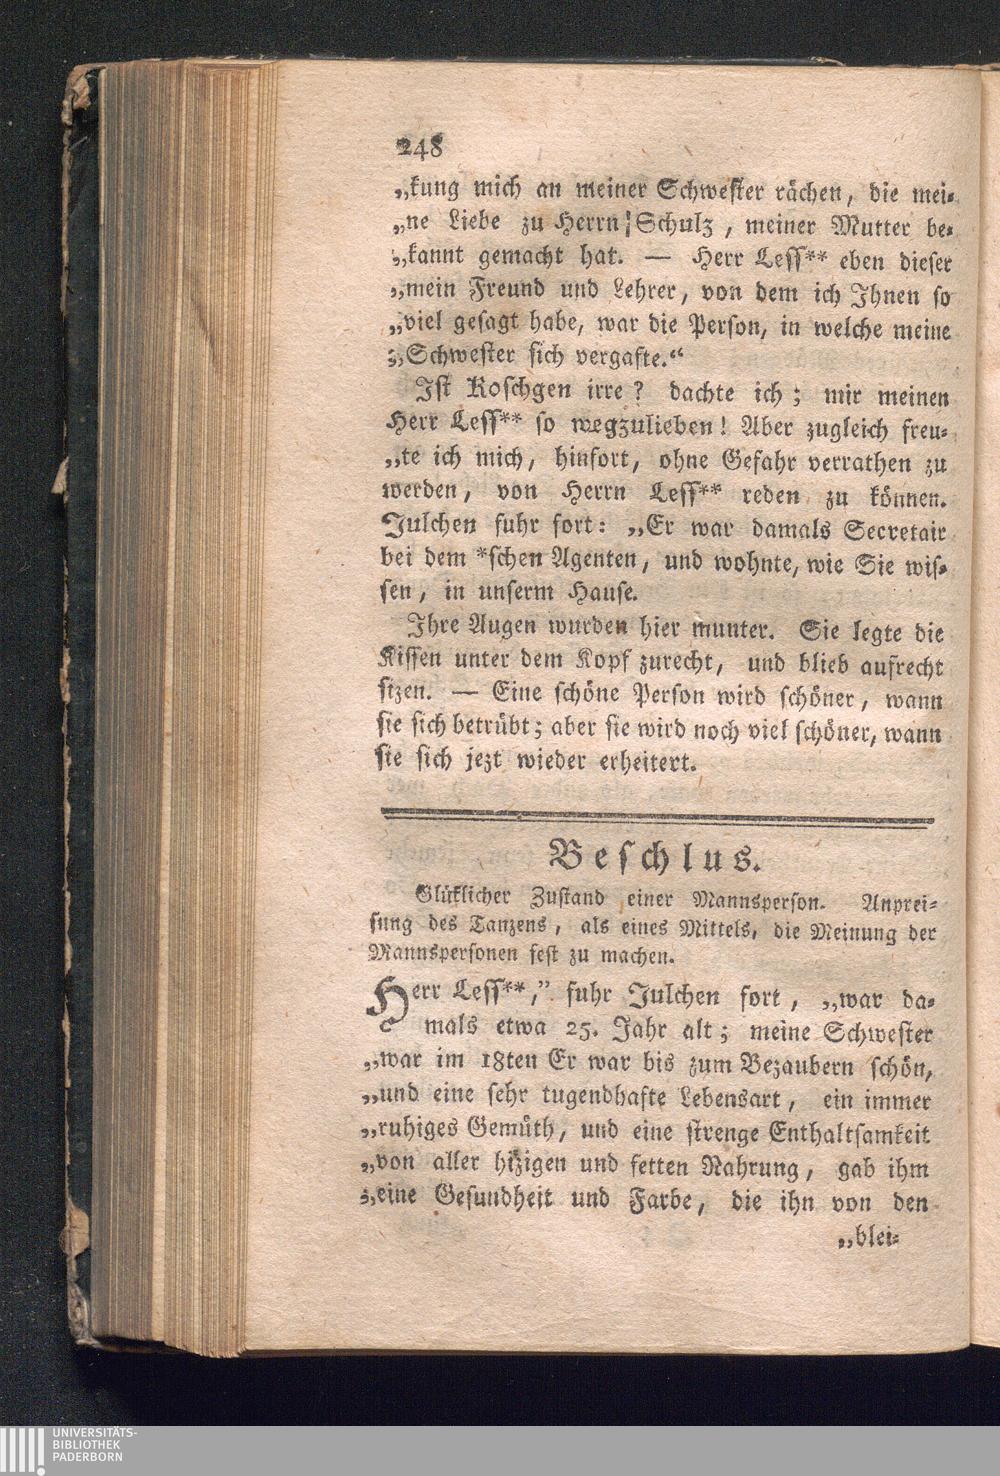 248
„kung mich an meiner Schwester rächen, die mei-
„ne Liebe zu Herrn Schulz, meiner Mutter be-
„kannt gemacht hat. — Herr Less** eben dieser
„mein Freund und Lehrer, von dem ich Ihnen so
„viel gesagt habe, war die Person, in welche meine
„Schwester sich vergafte.“
Ist Koschgen irre? dachte ich; mir meinen
Herr Less** so wegzulieben! Aber zugleich freu-
„te ich mich, hinfort, ohne Gefahr verrathen zu
werden, von Herrn Less** reden zu können.
Julchen fuhr fort: „Er war damals Secretair
bei dem *schen Agenten, und wohnte, wie Sie wis-
sen, in unserm Hause.
Ihre Augen wurden hier munter. Sie legte die
Kissen unter dem Kopf zurecht, und blieb aufrecht
sizen. — Eine schöne Person wird schöner, wann
sie sich betrübt; aber sie wird noch viel schöner, wann
sie sich jezt wieder erheitert.
Beschlus.
Glüklicher Zustand einer Mannsperson. Anprei-
sung des Tanzens, als eines Mittels, die Meinung der
Mannspersonen fest zu machen.
Herr Less**,” fuhr Julchen fort, „war da-
mals etwa 25. Jahr alt; meine Schwester
„war im 18ten Er war bis zum Bezaubern schön,
„und eine sehr tugendhafte Lebensart, ein immer
„ruhiges Gemüth, und eine strenge Enthaltsamkeit
„von aller hizigen und fetten Nahrung, gab ihm
„eine Gesundheit und Farbe, die ihn von den
„blei-
UNIVERSITÄTS-
BIBLIOTHEK
PADERBORN